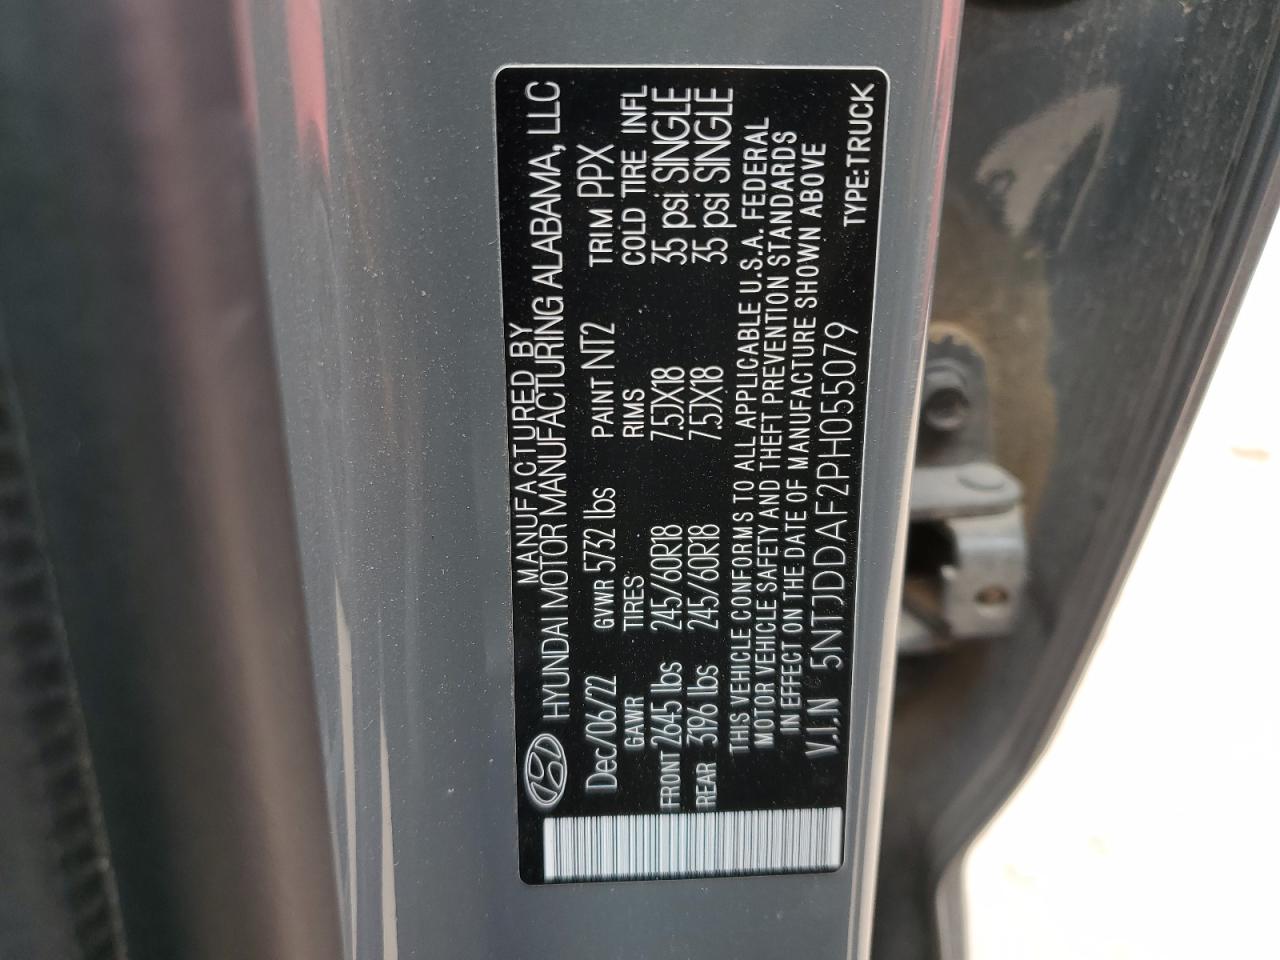 MANUFACTURED BY
HYUNDAI MOTOR MANUFACTURING ALABAMA, LLC
Dec/06/22 GVWR 5732 lbs PAINT NT2 TRIM PPX
GAWR TIRES RIMS COLD TIRE INFL
FRONT 2645 lbs 245/60R18 7.5JX18 35 psi SINGLE
REAR 3196 lbs 245/60R18 7.5JX18 35 psi SINGLE
THIS VEHICLE CONFORMS TO ALL APPLICABLE U.S.A. FEDERAL
MOTOR VEHICLE SAFETY AND THEFT PREVENTION STANDARDS
IN EFFECT ON THE DATE OF MANUFACTURE SHOWN ABOVE
V.I.N 5NTJDDAF2PH055079 TYPE:TRUCK